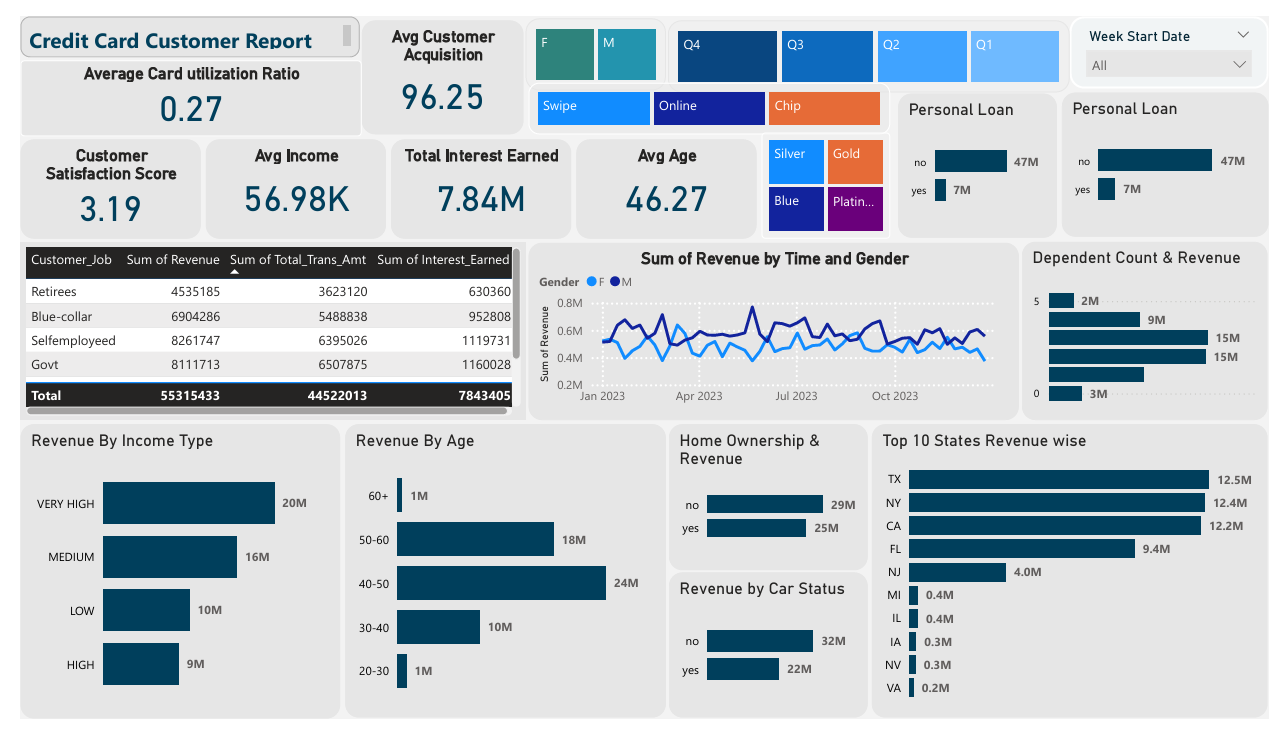 Credit Card Customer Report
Average Card utilization Ratio
0.27
Avg Customer
Acquisition
96.25
F
M
Q4
Q3
Q2
Q1
Week Start Date
All
Swipe
Online
Chip
Personal Loan
no
47M
yes
7M
Personal Loan
no
47M
yes
7M
Customer
Satisfaction Score
3.19
Avg Income
56.98K
Total Interest Earned
7.84M
Avg Age
46.27
Silver
Gold
Blue
Platin...
Customer_Job Sum of Revenue Sum of Total_Trans_Amt Sum of Interest_Earned
Retirees 4535185 3623120 630360
Blue-collar 6904286 5488838 952808
Selfemployeed 8261747 6395026 1119731
Govt 8111713 6507875 1160028
Total 55315433 44522013 7843405
Sum of Revenue by Time and Gender
Gender F M
Sum of Revenue
0.8M
0.6M
0.4M
0.2M
Jan 2023 Apr 2023 Jul 2023 Oct 2023
Dependent Count & Revenue
5 2M
9M
15M
15M
0 3M
Revenue By Income Type
VERY HIGH 20M
MEDIUM 16M
LOW 10M
HIGH 9M
Revenue By Age
60+ 1M
50-60 18M
40-50 24M
30-40 10M
20-30 1M
Home Ownership &
Revenue
no 29M
yes 25M
Revenue by Car Status
no 32M
yes 22M
Top 10 States Revenue wise
TX 12.5M
NY 12.4M
CA 12.2M
FL 9.4M
NJ 4.0M
MI 0.4M
IL 0.4M
IA 0.3M
NV 0.3M
VA 0.2M